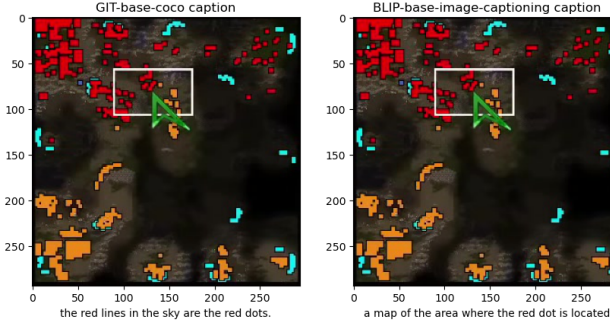 GIT-base-coco caption
BLIP-base-image-captioning caption
0
50
100
150
200
250
0
50
100
150
200
250
0 50 100 150 200 250
0 50 100 150 200 250
the red lines in the sky are the red dots.
a map of the area where the red dot is located